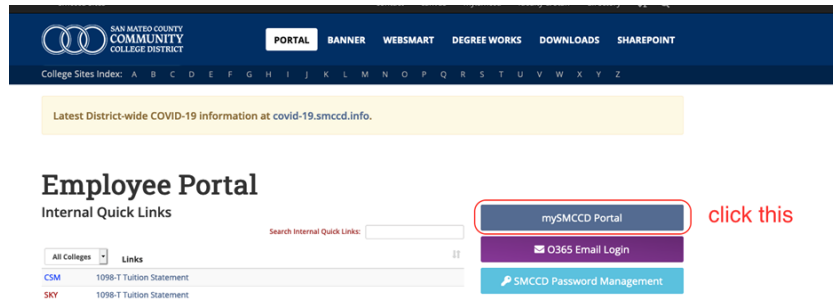 SAN MATEO COUNTY
COMMUNITY
COLLEGE DISTRICT
PORTAL BANNER WEBSMART DEGREE WORKS DOWNLOADS SHAREPOINT
College Sites Index: A B C D E F G H I J K L M N O P Q R S T U V W X Y Z
Latest District-wide COVID-19 information at covid-19.smccd.info.
Employee Portal
Internal Quick Links
mySMCCD Portal
click this
Search Internal Quick Links:
O365 Email Login
All Colleges Links
CSM 1098-T Tuition Statement
SMCCD Password Management
SKY 1098-T Tuition Statement